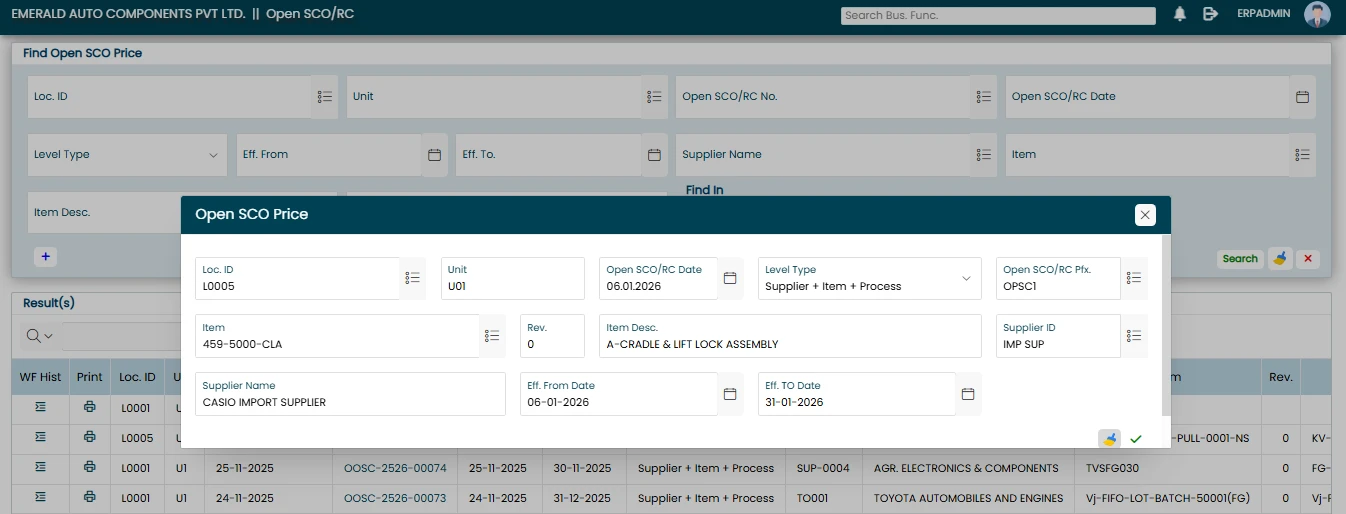 EMERALD AUTO COMPONENTS PVT LTD. || Open SCO/RC
Search Bus. Func.
ERPADMIN
Find Open SCO Price
Loc. ID
Unit
Open SCO/RC No.
Open SCO/RC Date
Level Type
Eff. From
Eff. To.
Supplier Name
Item
Item Desc.
Find In
+
Search
Open SCO Price
Loc. ID
L0005
Unit
U01
Open SCO/RC Date
06.01.2026
Level Type
Supplier + Item + Process
Open SCO/RC Pfx.
OPSC1
Item
459-5000-CLA
Rev.
0
Item Desc.
A-CRADLE & LIFT LOCK ASSEMBLY
Supplier ID
IMP SUP
Supplier Name
CASIO IMPORT SUPPLIER
Eff. From Date
06-01-2026
Eff. TO Date
31-01-2026
Result(s)
WF Hist Print Loc. ID U m Rev.
L0001 U
L0005 U -PULL-0001-NS 0 KV-
L0001 U1 25-11-2025 OOSC-2526-00074 25-11-2025 30-11-2025 Supplier + Item + Process SUP-0004 AGR. ELECTRONICS & COMPONENTS TVSFG030 0 FG-
L0001 U1 24-11-2025 OOSC-2526-00073 24-11-2025 31-12-2025 Supplier + Item + Process TO001 TOYOTA AUTOMOBILES AND ENGINES Vj-FIFO-LOT-BATCH-50001(FG) 0 Vj-F